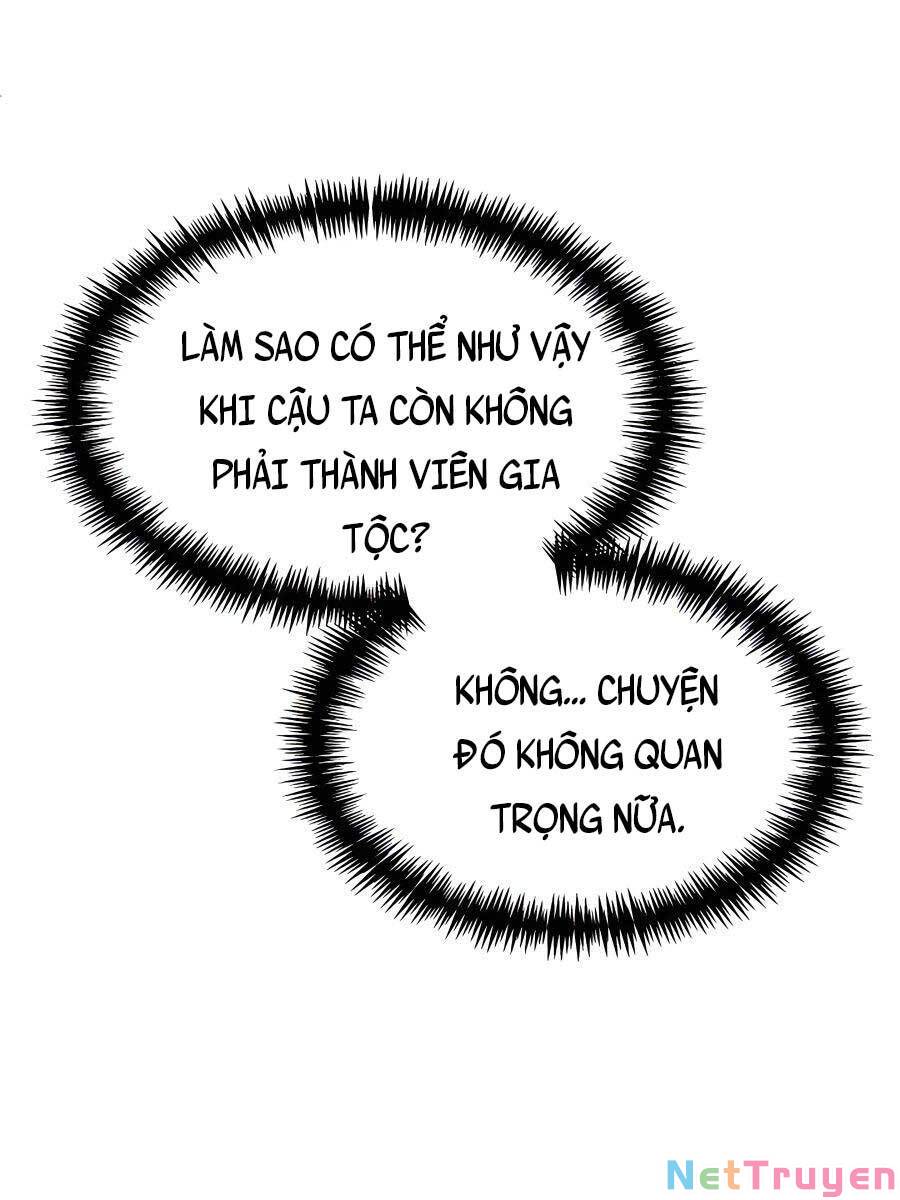 LÀM SAO CÓ THỂ NHƯ VẬY
KHI CẬU TA CÒN KHÔNG
PHẢI THÀNH VIÊN GIA
TỘC?
KHÔNG... CHUYỆN
ĐÓ KHÔNG QUAN
TRỌNG NỮA.
NetTruyen